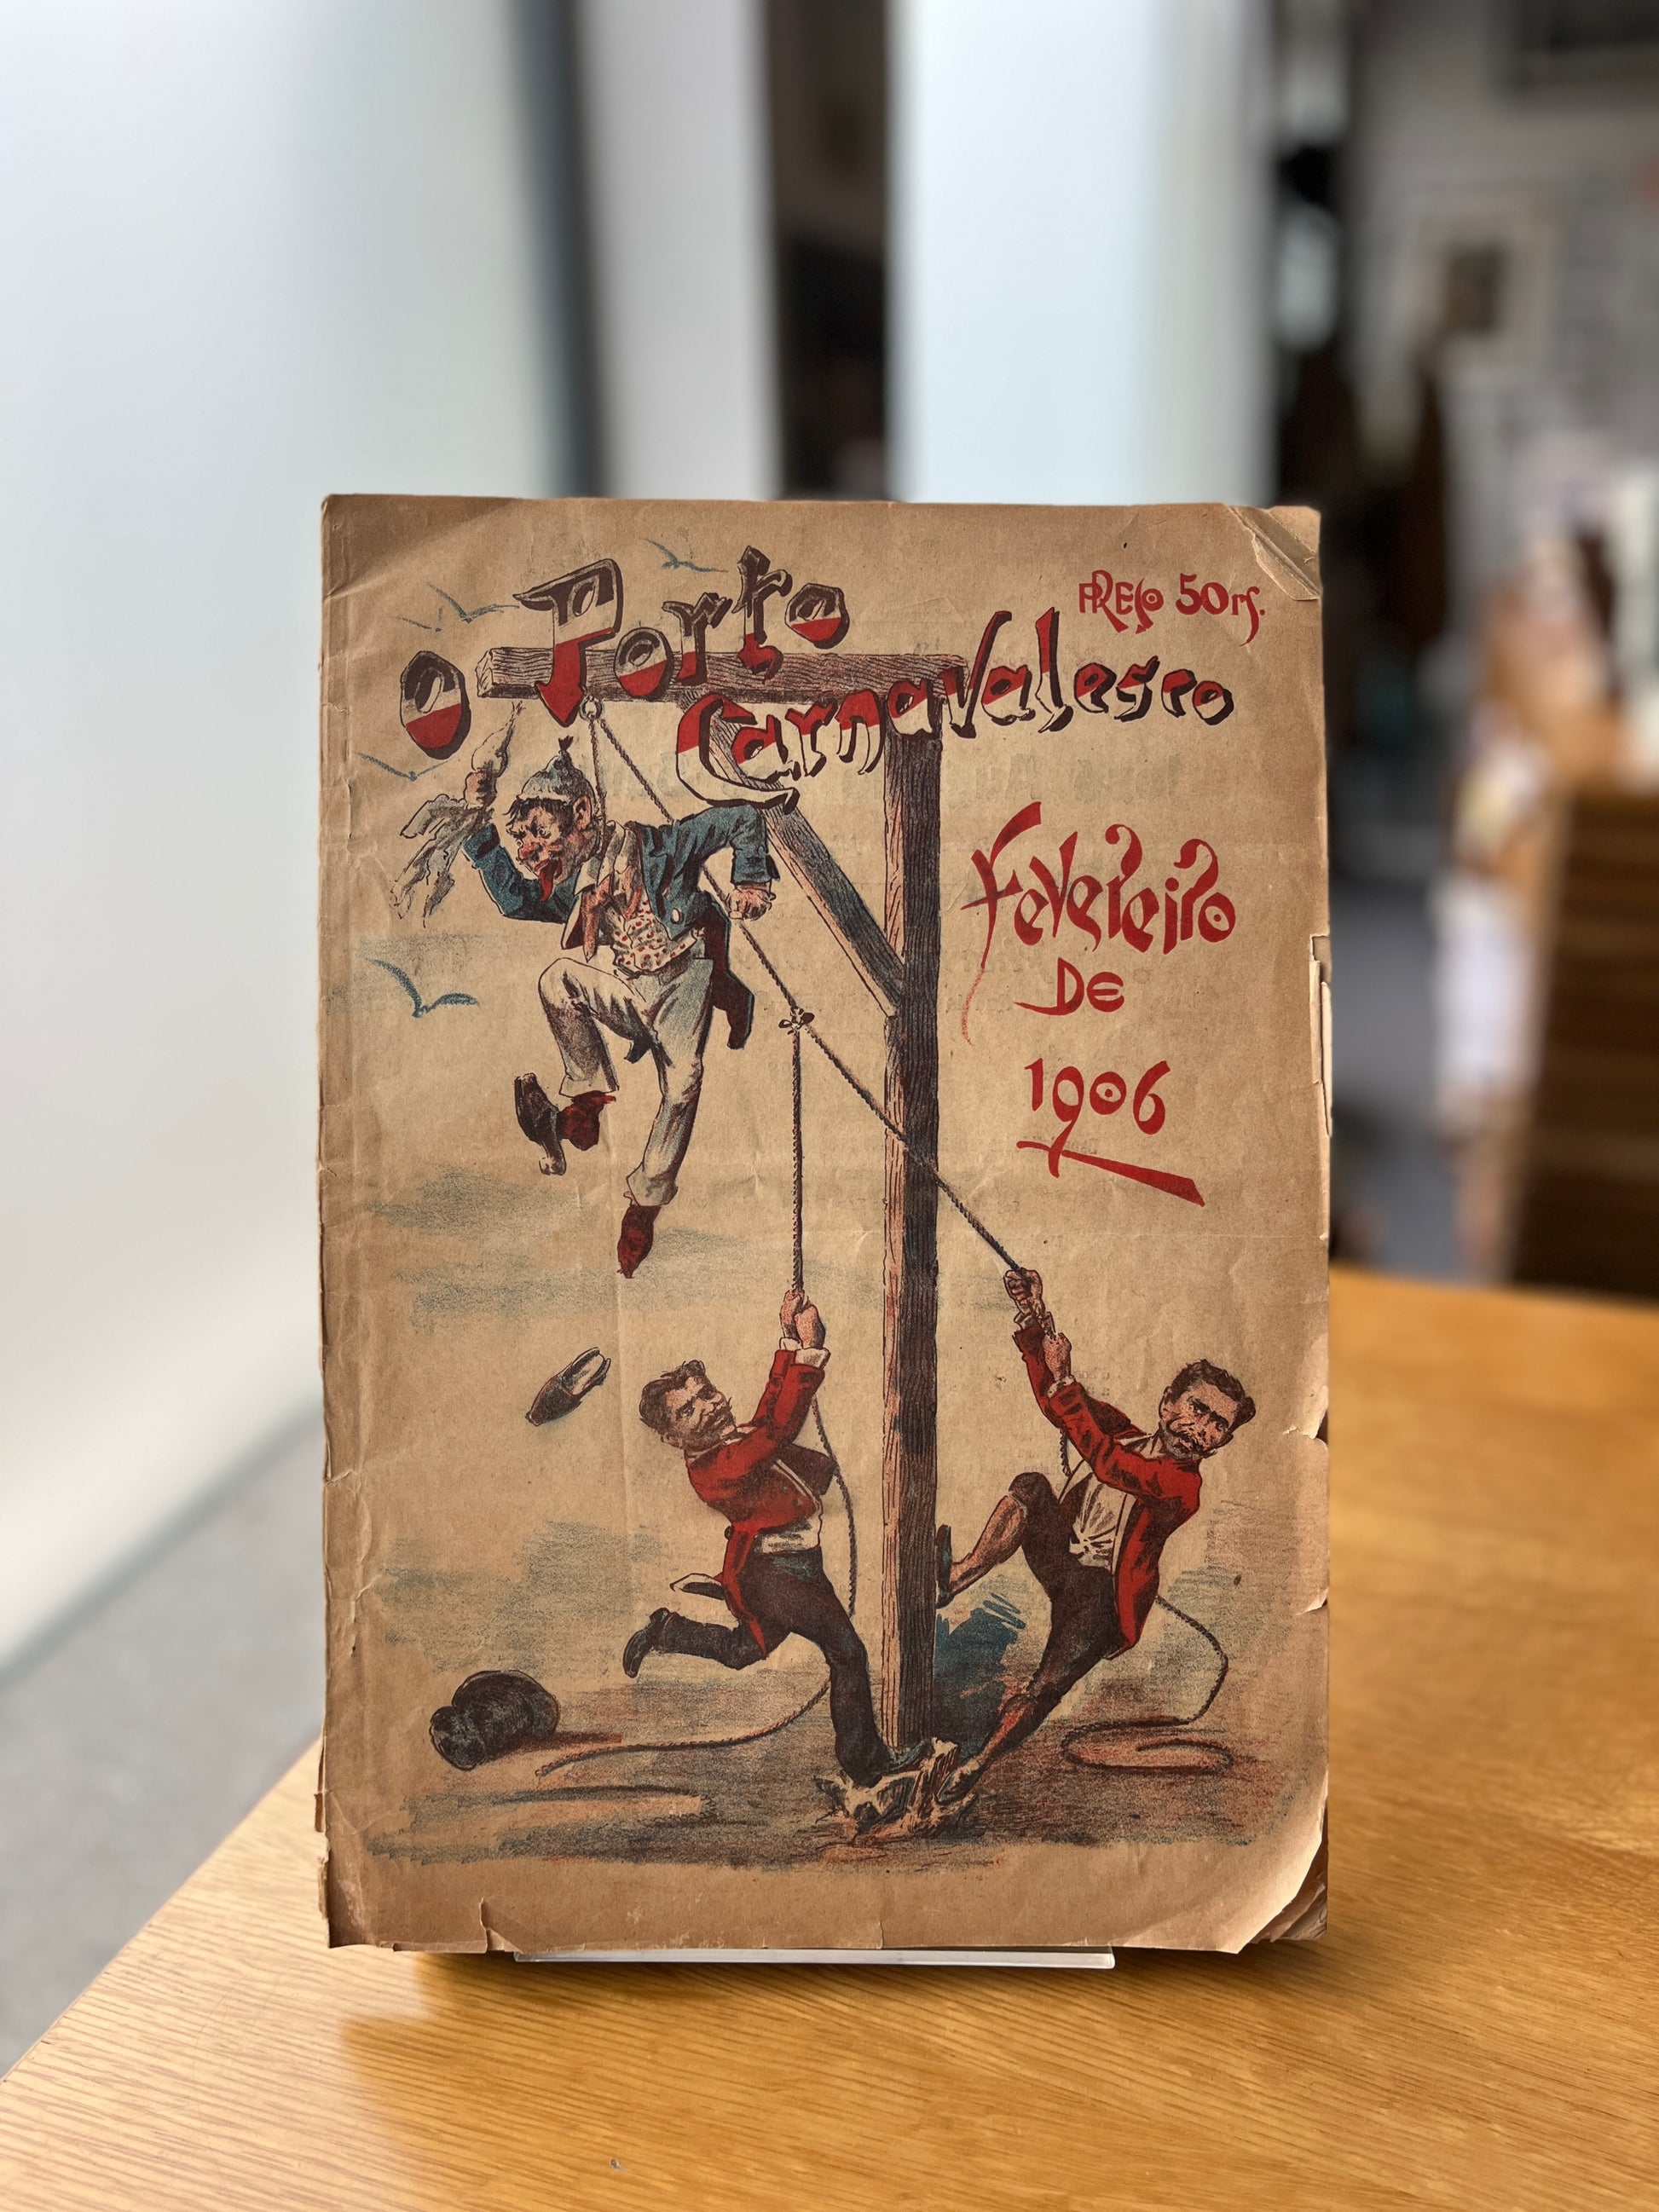 O Porto
Carnavalesco
PREÇO 50 rs.
Fevereiro
DE
1906